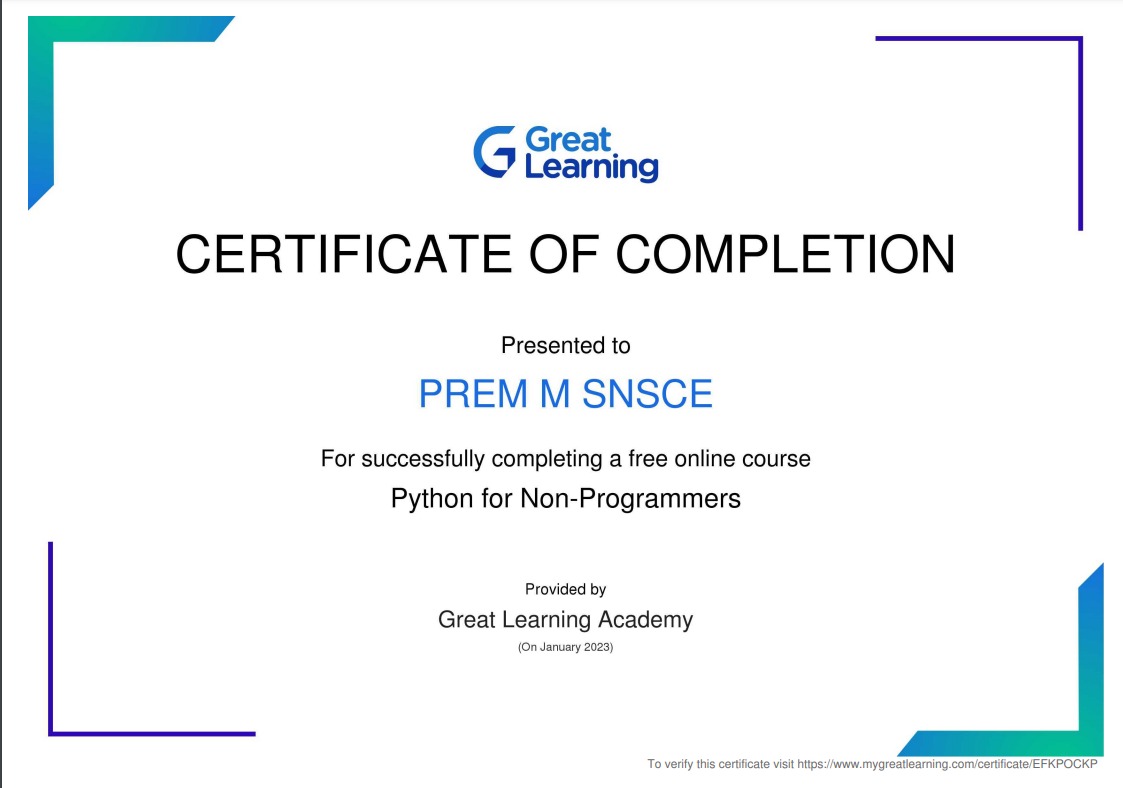 Great
Learning
CERTIFICATE OF COMPLETION
Presented to
PREM M SNSCE
For successfully completing a free online course
Python for Non-Programmers
Provided by
Great Learning Academy
(On January 2023)
To verify this certificate visit https://www.mygreatlearning.com/certificate/EFKPOCKP